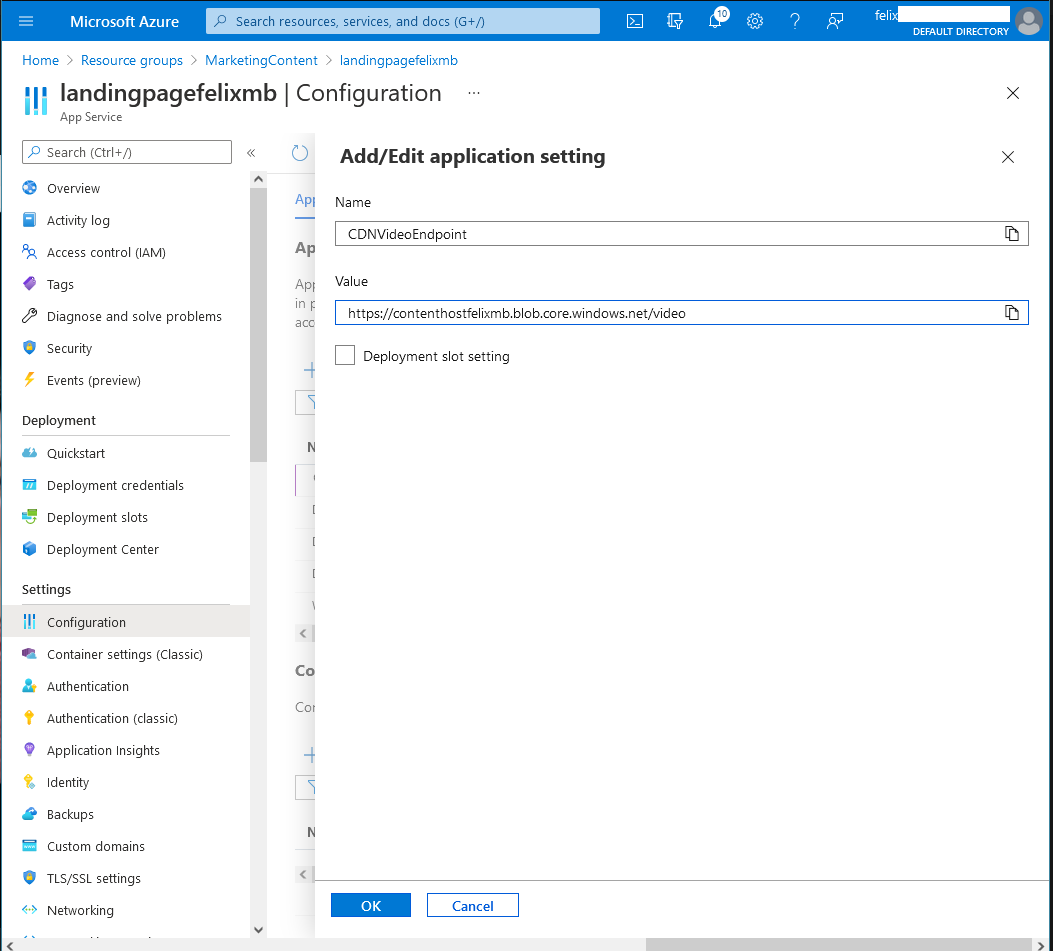 Microsoft Azure
Search resources, services, and docs (G+/)
10
felix
DEFAULT DIRECTORY
Home > Resource groups > MarketingContent > landingpagefelixmb
landingpagefelixmb | Configuration ...
App Service
Search (Ctrl+/)
«
Overview
Activity log
Access control (IAM)
Tags
Diagnose and solve problems
Security
Events (preview)
Deployment
Quickstart
Deployment credentials
Deployment slots
Deployment Center
Settings
Configuration
Container settings (Classic)
Authentication
Authentication (classic)
Application Insights
Identity
Backups
Custom domains
TLS/SSL settings
Networking
App
Ap
App
in p
acc
N
Co
Con
N
Add/Edit application setting
Name
CDNVideoEndpoint
Value
https://contenthostfelixmb.blob.core.windows.net/video
Deployment slot setting
OK
Cancel